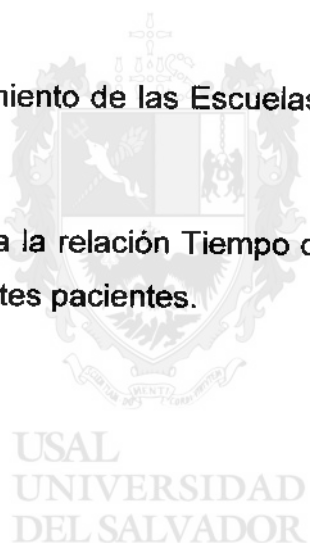 miento de las Escuelas
a la relación Tiempo
tes pacientes.
USAL
UNIVERSIDAD
DEL SALVADOR